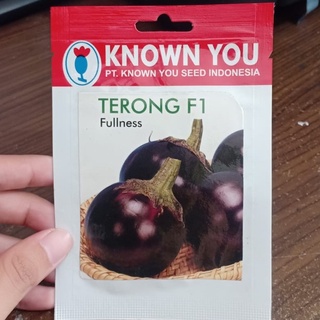 KNOWN YOU
PT. KNOWN YOU SEED INDONESIA
TERONG F1
Fullness